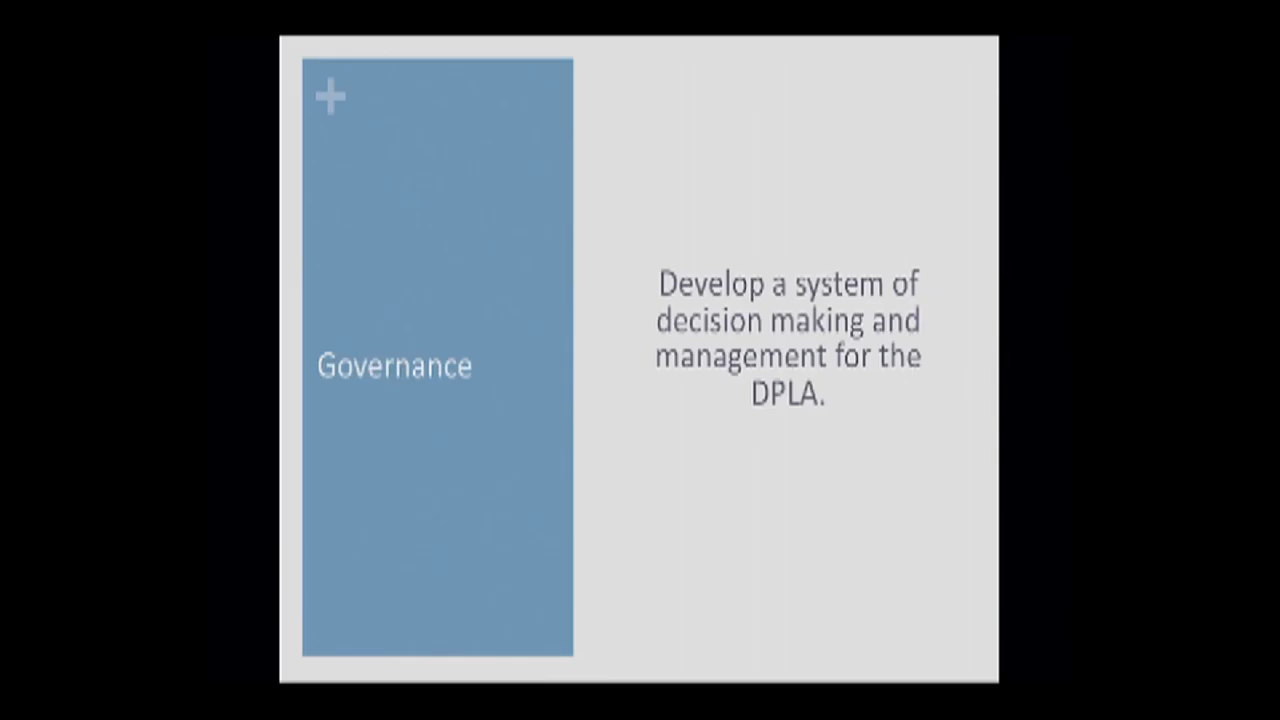 +
Governance
Develop a system of
decision making and
management for the
DPLA.